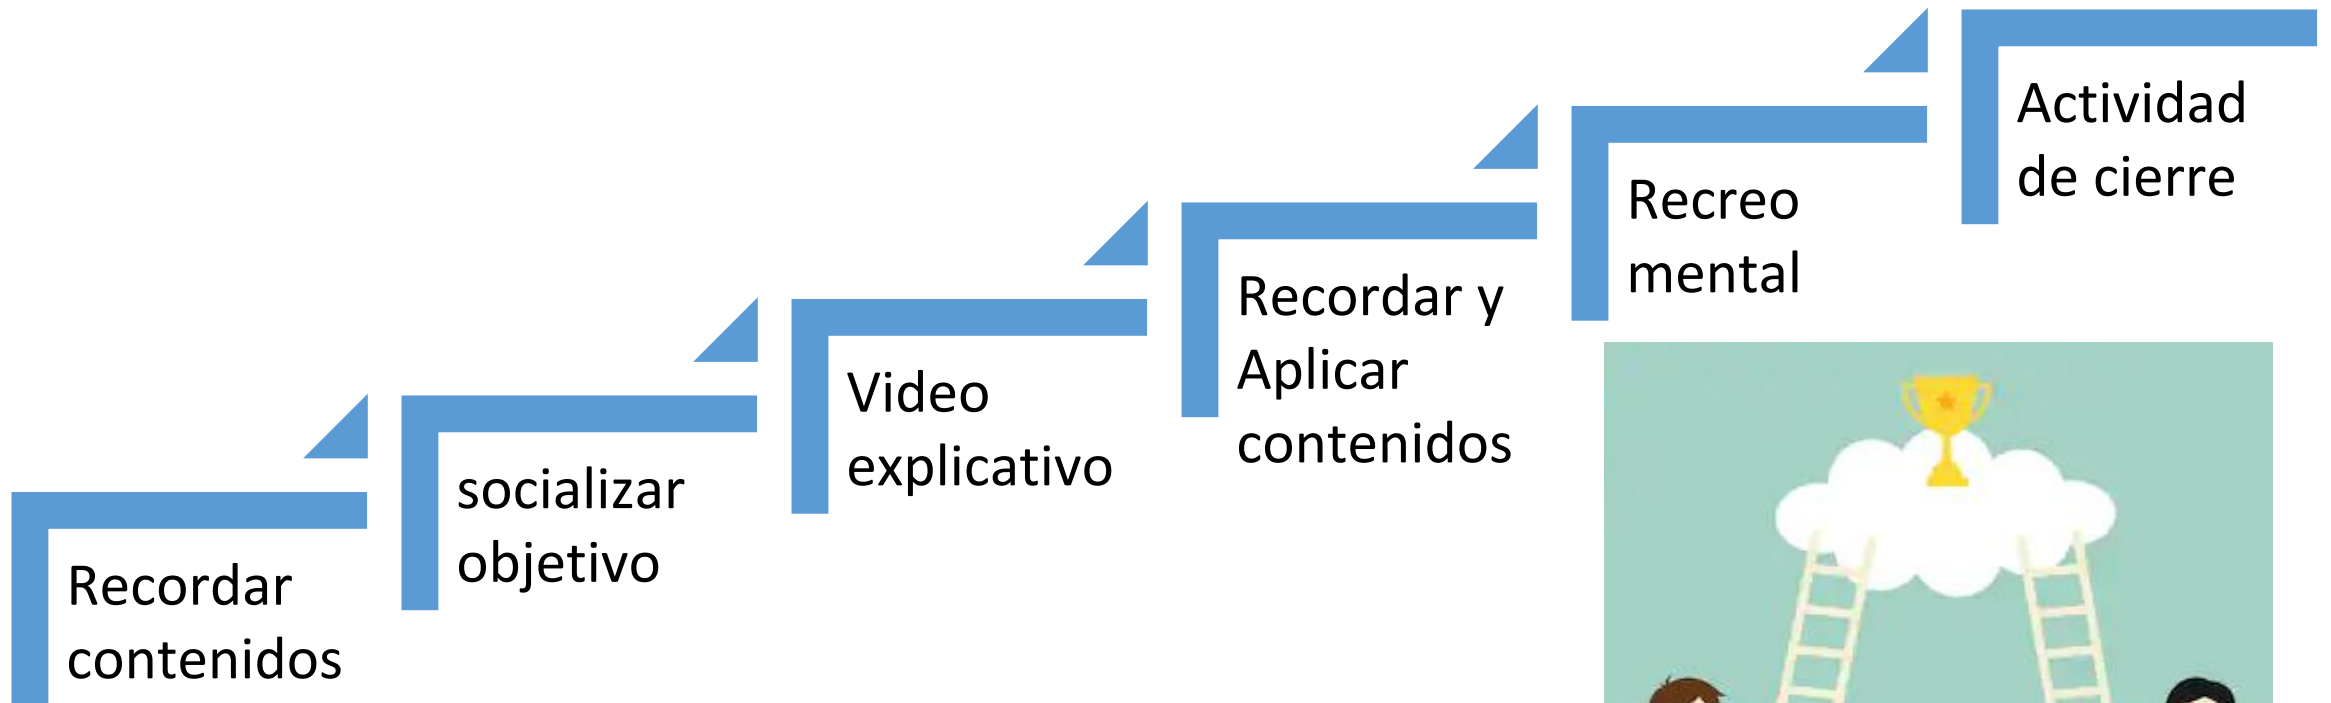 Recordar
contenidos
socializar
objetivo
Video
explicativo
Recordar y
Aplicar
contenidos
Recreo
mental
Actividad
de cierre